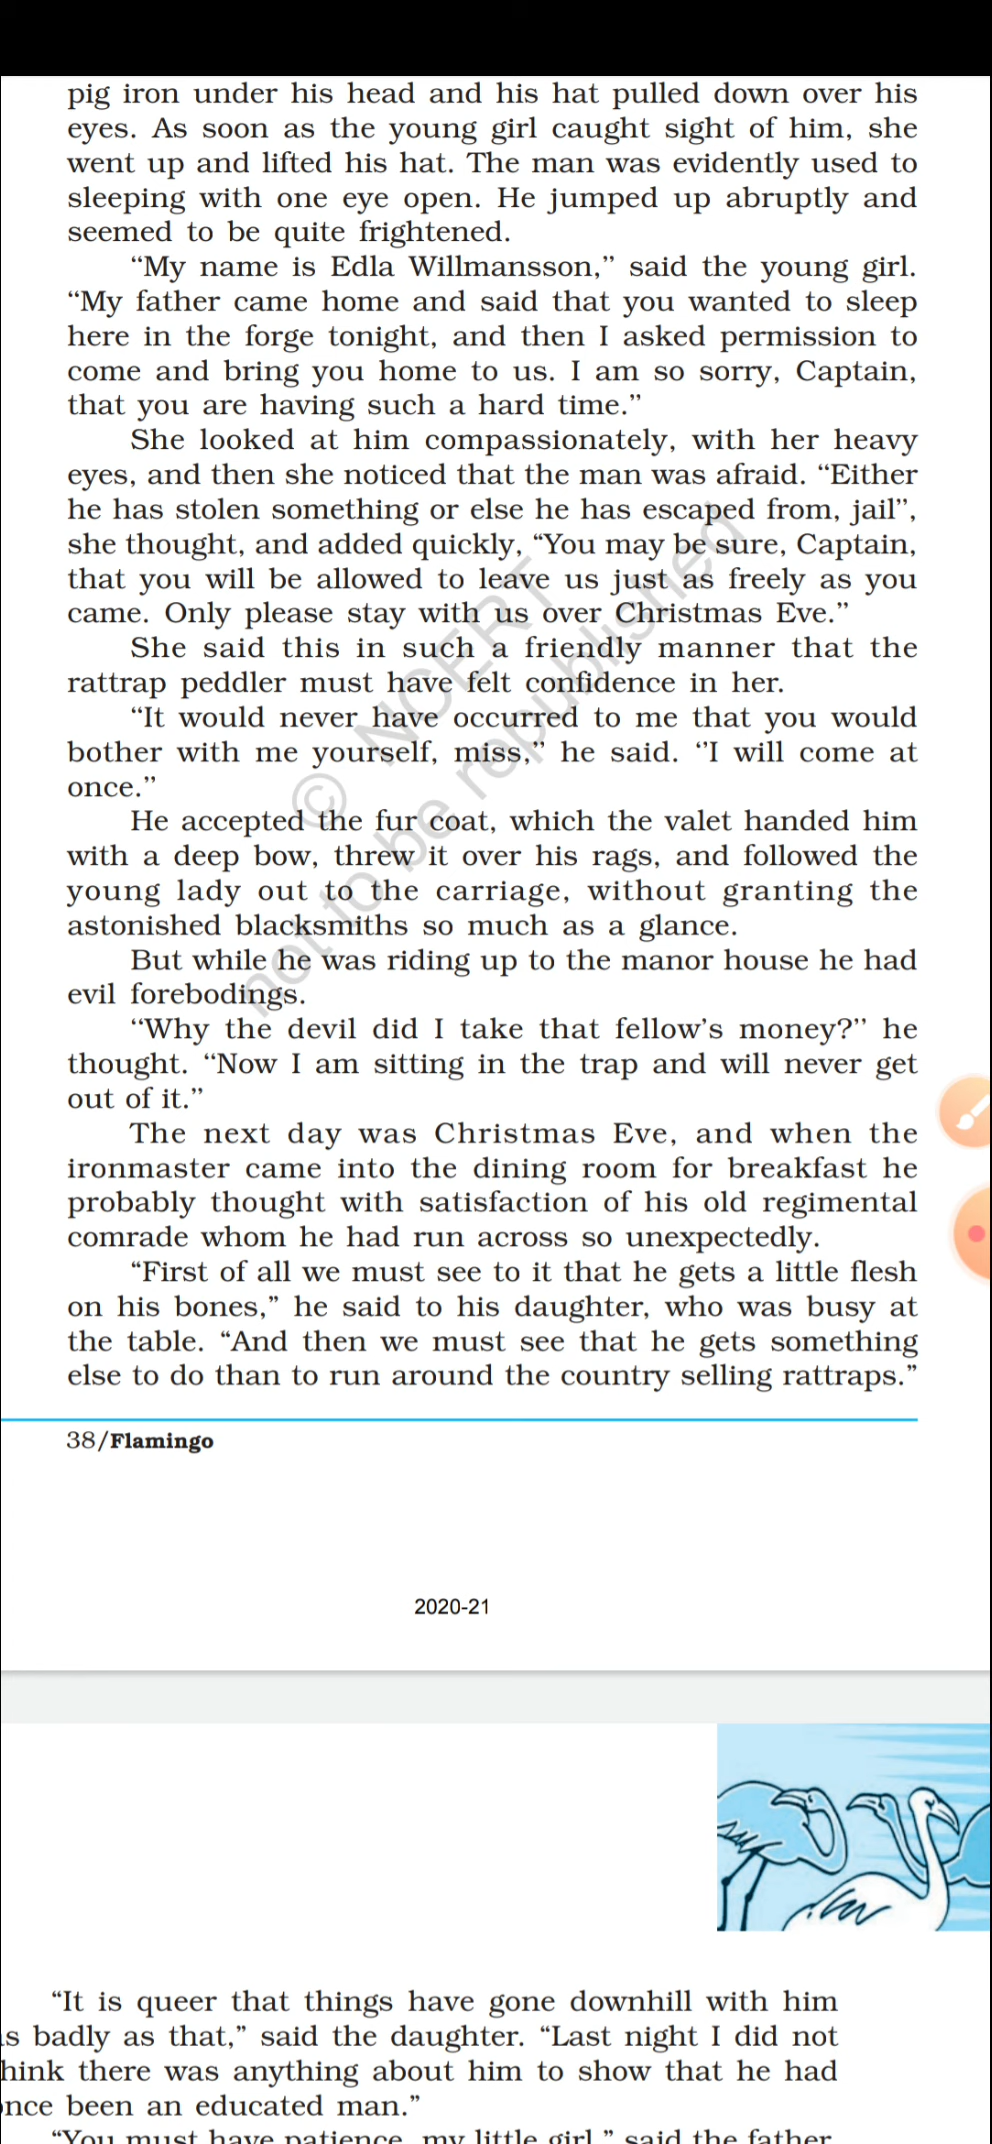 pig iron under his head and his hat pulled down over his
eyes. As soon as the young girl caught sight of him, she
went up and lifted his hat. The man was evidently used to
sleeping with one eye open. He jumped up abruptly and
seemed to be quite frightened.
“My name is Edla Willmansson,” said the young girl.
“My father came home and said that you wanted to sleep
here in the forge tonight, and then I asked permission to
come and bring you home to us. I am so sorry, Captain,
that you are having such a hard time.”
She looked at him compassionately, with her heavy
eyes, and then she noticed that the man was afraid. “Either
he has stolen something or else he has escaped from, jail”,
she thought, and added quickly, “You may be sure, Captain,
that you will be allowed to leave us just as freely as you
came. Only please stay with us over Christmas Eve.”
She said this in such a friendly manner that the
rattrap peddler must have felt confidence in her.
“It would never have occurred to me that you would
bother with me yourself, miss,” he said. ‘’I will come at
once.”
He accepted the fur coat, which the valet handed him
with a deep bow, threw it over his rags, and followed the
young lady out to the carriage, without granting the
astonished blacksmiths so much as a glance.
But while he was riding up to the manor house he had
evil forebodings.
‘‘Why the devil did I take that fellow’s money?’’ he
thought. “Now I am sitting in the trap and will never get
out of it.”
The next day was Christmas Eve, and when the
ironmaster came into the dining room for breakfast he
probably thought with satisfaction of his old regimental
comrade whom he had run across so unexpectedly.
“First of all we must see to it that he gets a little flesh
on his bones,” he said to his daughter, who was busy at
the table. “And then we must see that he gets something
else to do than to run around the country selling rattraps.”
38/Flamingo
© NCERT
not to be republished
2020-21
“It is queer that things have gone downhill with him
s badly as that,” said the daughter. “Last night I did not
hink there was anything about him to show that he had
nce been an educated man.”
“You must have patience, my little girl,” said the father.